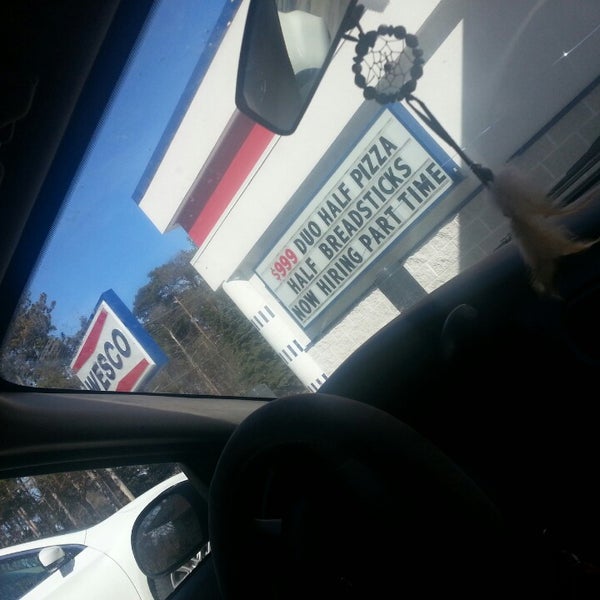 $999 DUO HALF PIZZA
HALF BREADSTICKS
NOW HIRING PART TIME
WESCO